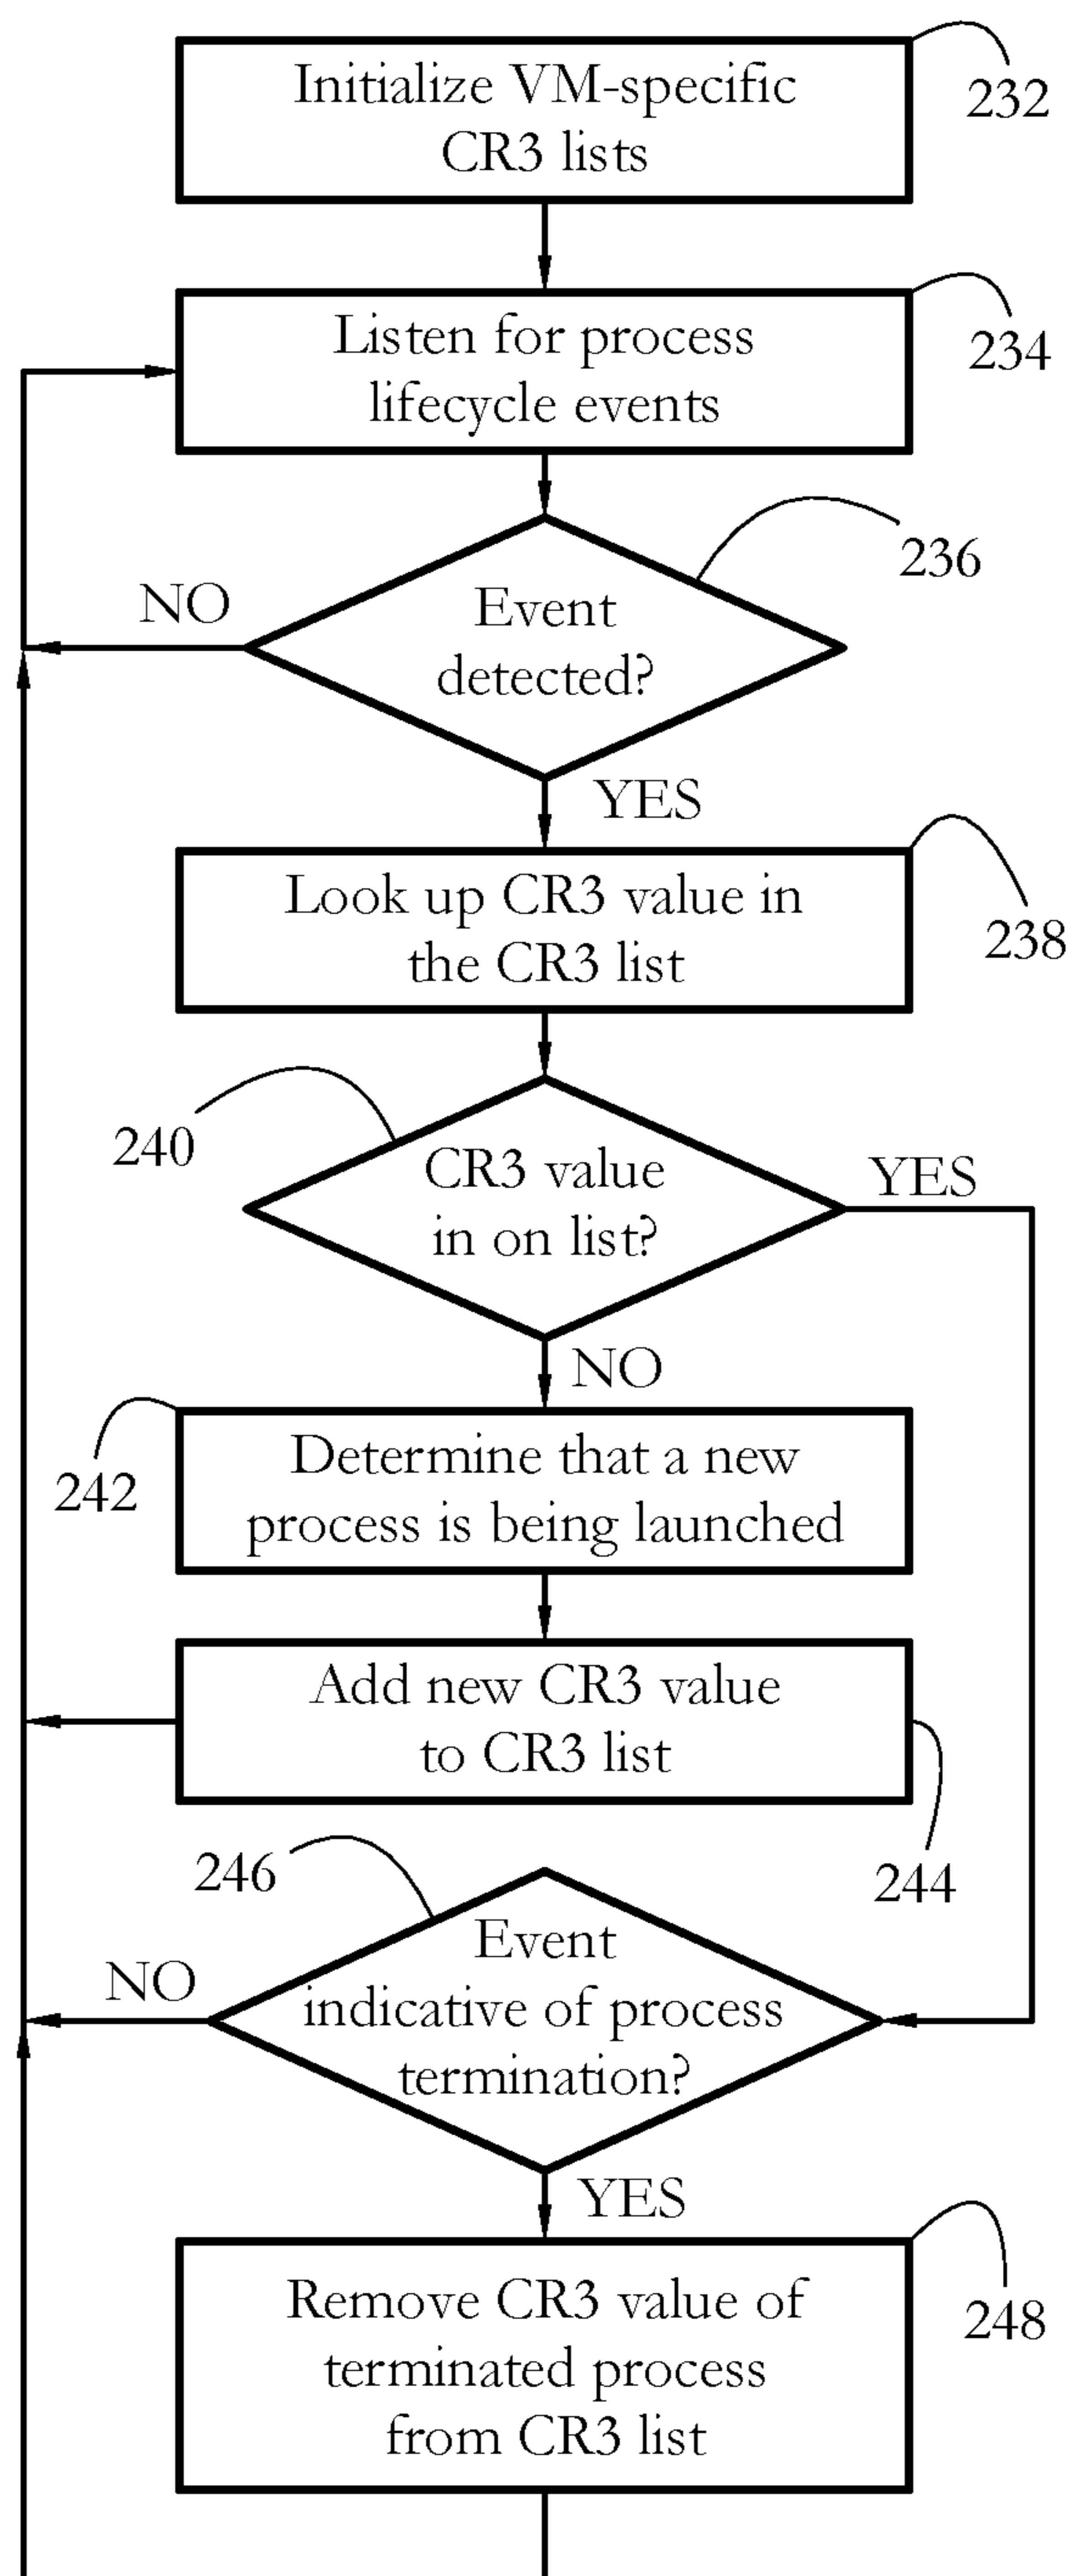 Initialize VM-specific
CR3 lists
232
Listen for process
lifecycle events
234
236
Event
detected?
NO
YES
Look up CR3 value in
the CR3 list
238
240
CR3 value
in on list?
YES
NO
242
Determine that a new
process is being launched
Add new CR3 value
to CR3 list
244
246
Event
indicative of process
termination?
NO
YES
Remove CR3 value of
terminated process
from CR3 list
248